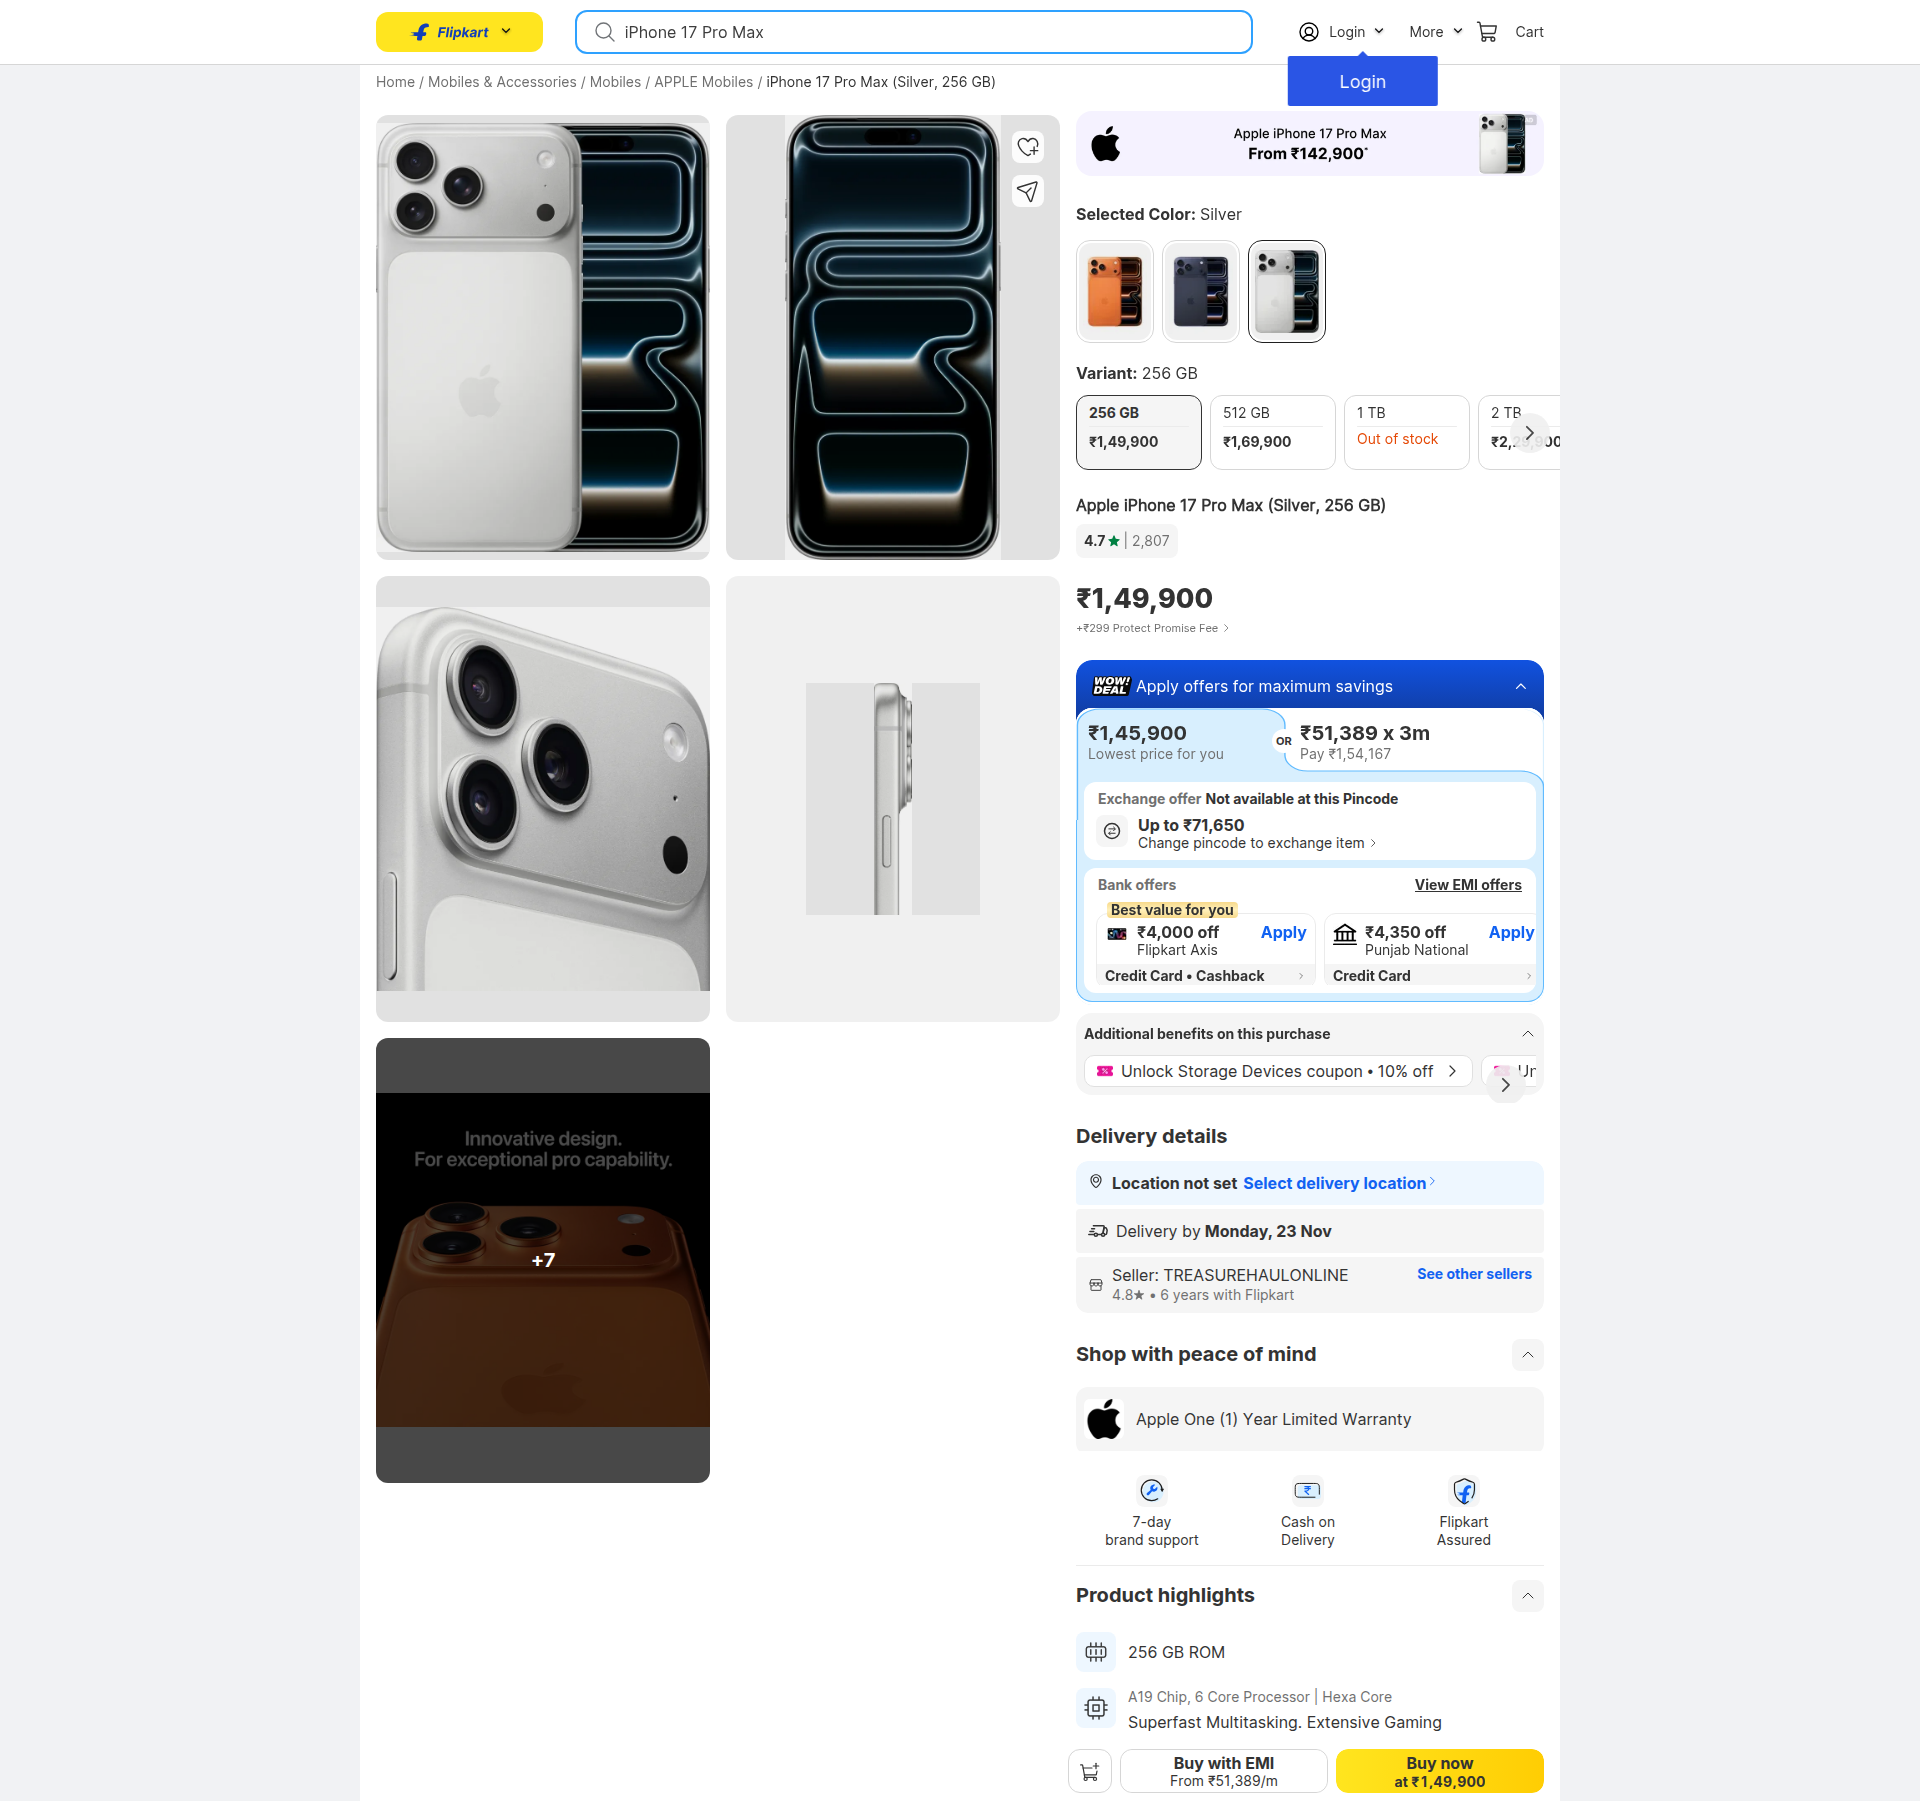 Flipkart
iPhone 17 Pro Max
Login
More
Cart
Login
Home / Mobiles & Accessories / Mobiles / APPLE Mobiles / iPhone 17 Pro Max (Silver, 256 GB)
Apple iPhone 17 Pro Max
From ₹142,900*
Selected Color: Silver
Variant: 256 GB
256 GB
₹1,49,900
512 GB
₹1,69,900
1 TB
Out of stock
2 TB
Apple iPhone 17 Pro Max (Silver, 256 GB)
4.7★ | 2,807
₹1,49,900
+₹299 Protect Promise Fee
WOW! DEAL Apply offers for maximum savings
₹1,45,900
Lowest price for you
OR
₹51,389 x 3m
Pay ₹1,54,167
Exchange offer Not available at this Pincode
Up to ₹71,650
Change pincode to exchange item
Bank offers
View EMI offers
Best value for you
₹4,000 off
Apply
Flipkart Axis
Credit Card • Cashback
₹4,350 off
Apply
Punjab National
Credit Card
Additional benefits on this purchase
Unlock Storage Devices coupon • 10% off
Un
Delivery details
Location not set Select delivery location
Delivery by Monday, 23 Nov
Seller: TREASUREHAULONLINE
See other sellers
4.8★ • 6 years with Flipkart
Innovative design.
For exceptional pro capability.
+7
Shop with peace of mind
Apple One (1) Year Limited Warranty
7-day
brand support
Cash on
Delivery
Flipkart
Assured
Product highlights
256 GB ROM
A19 Chip, 6 Core Processor | Hexa Core
Superfast Multitasking. Extensive Gaming
Buy with EMI
From ₹51,389/m
Buy now
at ₹1,49,900